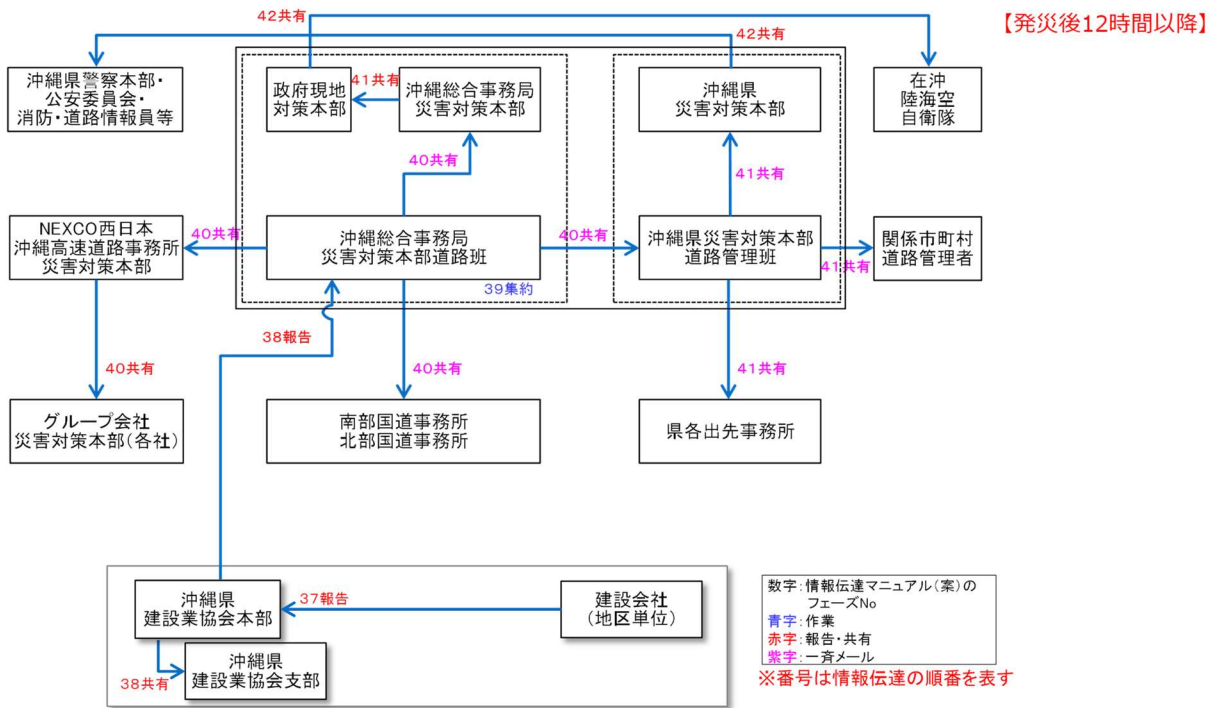 【発災後12時間以降】
42共有
42共有
沖縄県警察本部・
公安委員会・
消防・道路情報員等
政府現地
対策本部
41共有
沖縄総合事務局
災害対策本部
沖縄県
災害対策本部
在沖
陸海空
自衛隊
40共有
41共有
NEXCO西日本
沖縄高速道路事務所
災害対策本部
40共有
沖縄総合事務局
災害対策本部道路班
40共有
沖縄県災害対策本部
道路管理班
41共有
関係市町村
道路管理者
39集約
38報告
40共有
40共有
41共有
グループ会社
災害対策本部(各社)
南部国道事務所
北部国道事務所
県各出先事務所
沖縄県
建設業協会本部
37報告
建設会社
(地区単位)
38共有
沖縄県
建設業協会支部
数字:情報伝達マニュアル(案)の
フェーズNo
青字:作業
赤字:報告・共有
紫字:一斉メール
※番号は情報伝達の順番を表す